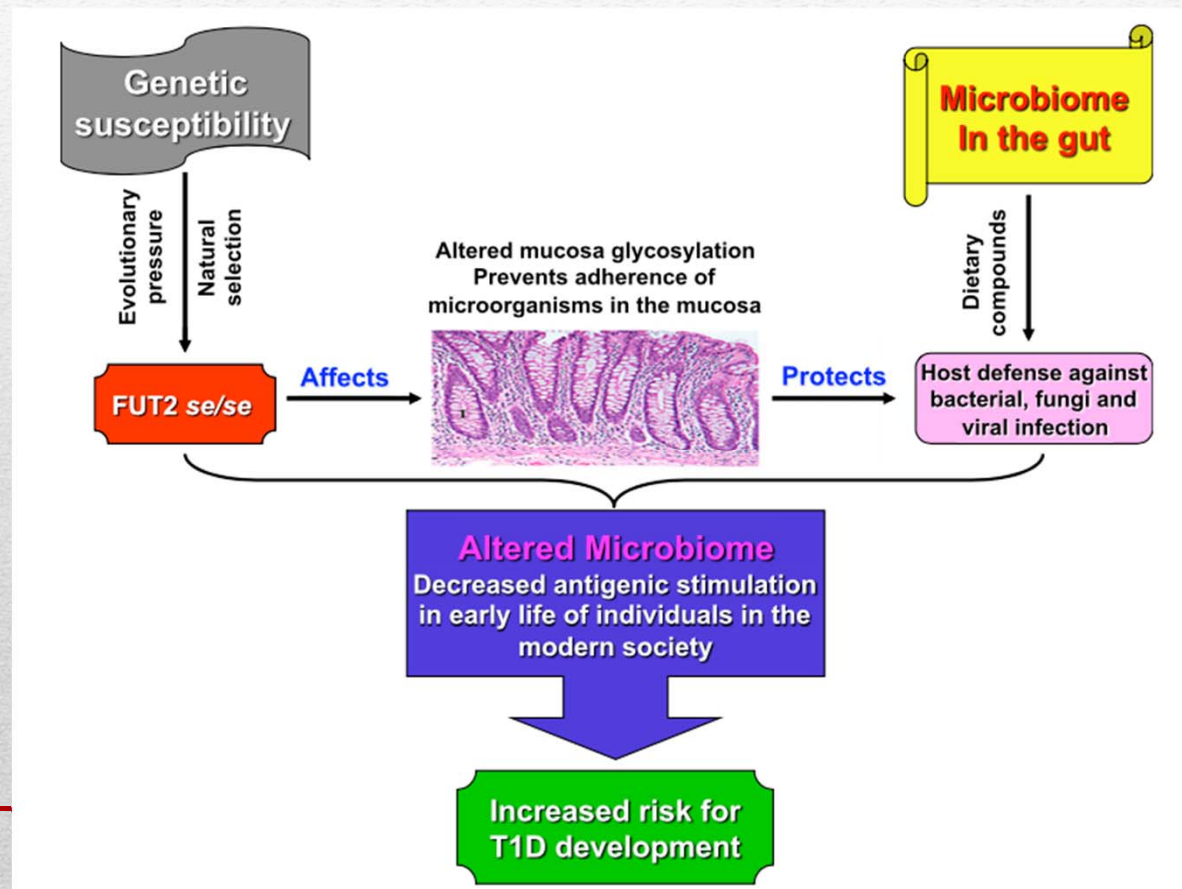 Genetic
susceptibility
Microbiome
In the gut
Evolutionary
pressure
Natural
selection
Dietary
compounds
Altered mucosa glycosylation
Prevents adherence of
microorganisms in the mucosa
FUT2 se/se
Affects
Protects
Host defense against
bacterial, fungi and
viral infection
Altered Microbiome
Decreased antigenic stimulation
in early life of individuals in the
modern society
Increased risk for
T1D development